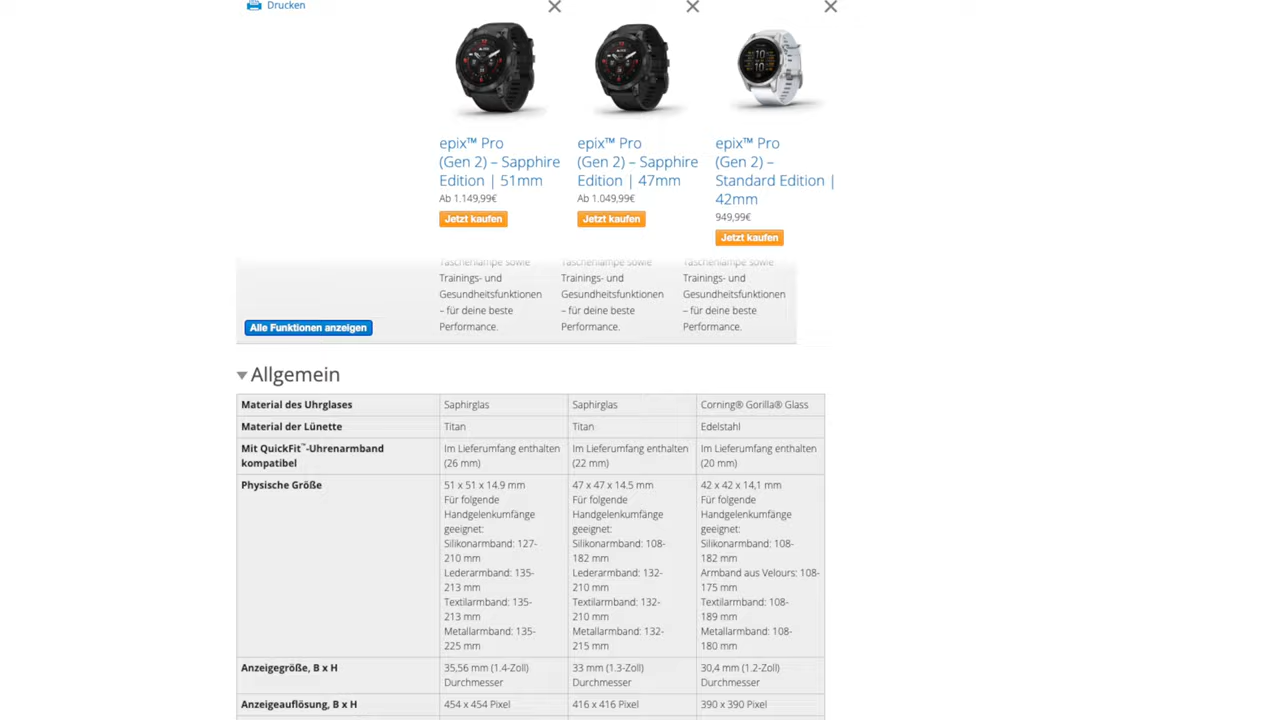 Drucken
epix™ Pro
(Gen 2) – Sapphire
Edition | 51mm
Ab 1.149,99€
Jetzt kaufen
epix™ Pro
(Gen 2) – Sapphire
Edition | 47mm
Ab 1.049,99€
Jetzt kaufen
epix™ Pro
(Gen 2) –
Standard Edition |
42mm
949,99€
Jetzt kaufen
Taschenlampe sowie
Trainings- und
Gesundheitsfunktionen
– für deine beste
Performance.
Taschenlampe sowie
Trainings- und
Gesundheitsfunktionen
– für deine beste
Performance.
Taschenlampe sowie
Trainings- und
Gesundheitsfunktionen
– für deine beste
Performance.
Alle Funktionen anzeigen
Allgemein
Material des Uhrglases
Saphirglas
Saphirglas
Corning® Gorilla® Glass
Material der Lünette
Titan
Titan
Edelstahl
Mit QuickFit™-Uhrenarmband
kompatibel
Im Lieferumfang enthalten
(26 mm)
Im Lieferumfang enthalten
(22 mm)
Im Lieferumfang enthalten
(20 mm)
Physische Größe
51 x 51 x 14.9 mm
Für folgende
Handgelenkumfänge
geeignet:
Silikonarmband: 127-
210 mm
Lederarmband: 135-
213 mm
Textilarmband: 135-
213 mm
Metallarmband: 135-
225 mm
47 x 47 x 14.5 mm
Für folgende
Handgelenkumfänge
geeignet:
Silikonarmband: 108-
182 mm
Lederarmband: 132-
210 mm
Textilarmband: 132-
210 mm
Metallarmband: 132-
215 mm
42 x 42 x 14,1 mm
Für folgende
Handgelenkumfänge
geeignet:
Silikonarmband: 108-
182 mm
Armband aus Velours: 108-
175 mm
Textilarmband: 108-
189 mm
Metallarmband: 108-
180 mm
Anzeigegröße, B x H
35,56 mm (1.4-Zoll)
Durchmesser
33 mm (1.3-Zoll)
Durchmesser
30,4 mm (1.2-Zoll)
Durchmesser
Anzeigeauflösung, B x H
454 x 454 Pixel
416 x 416 Pixel
390 x 390 Pixel